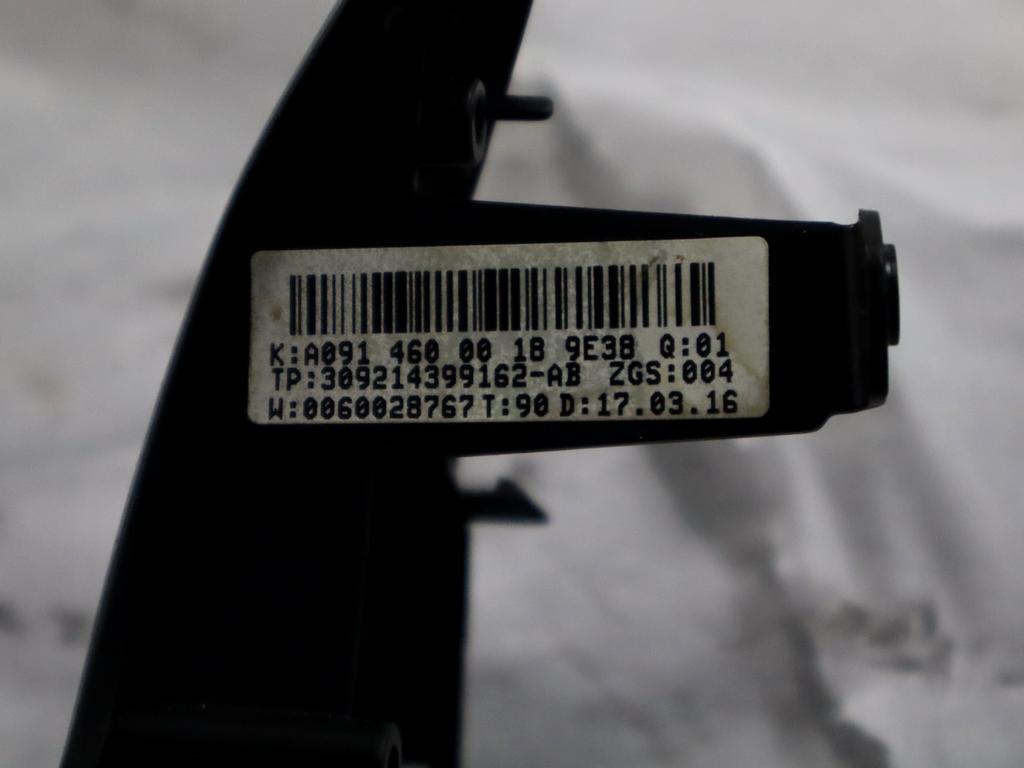 K:A091 460 00 18 9E38 Q:01
TP:309214399162-AB ZGS:004
W:0060028767 T:90 D:17.03.16